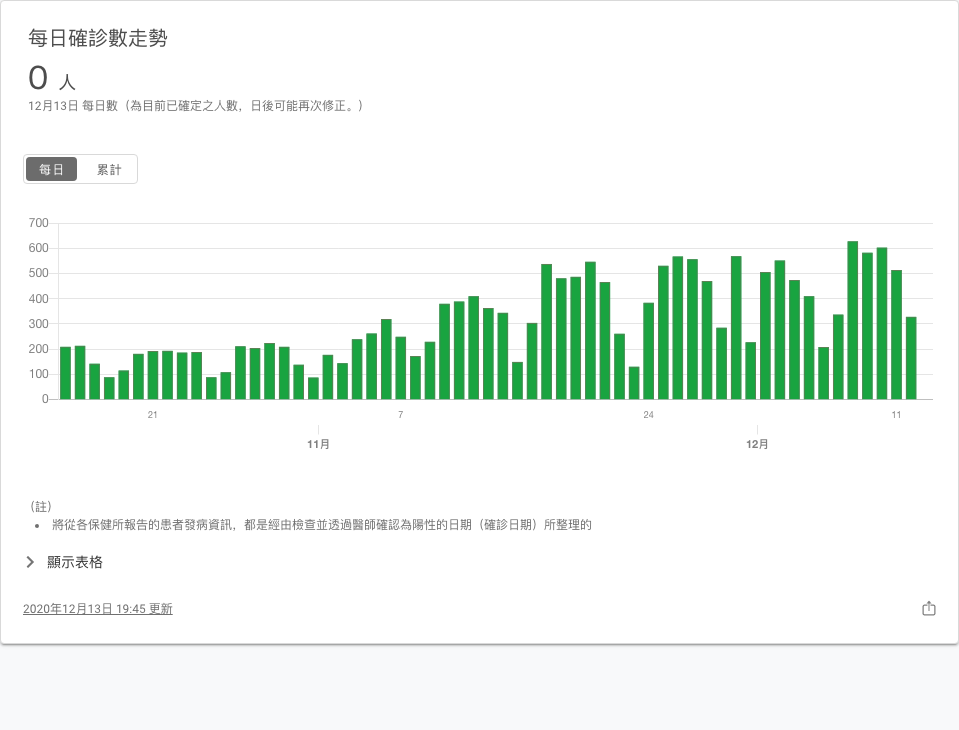 每日確診數走勢
0 人
12月13日 每日數（為目前已確定之人數，日後可能再次修正。）
每日 累計
700
600
500
400
300
200
100
0
21 7 24 11
11月 12月
（註）
• 將從各保健所報告的患者發病資訊，都是經由檢查並透過醫師確認為陽性的日期（確診日期）所整理的
顯示表格
2020年12月13日 19:45 更新